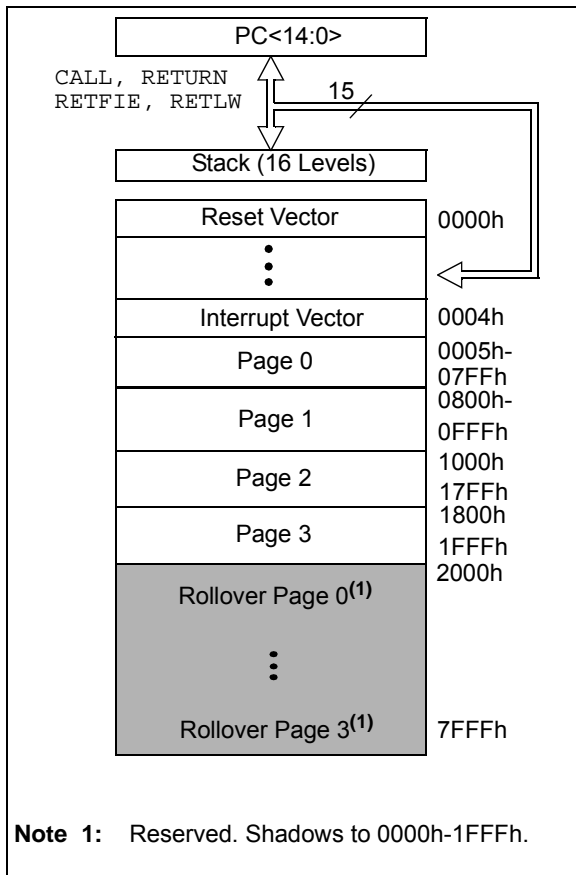 PC<14:0>
CALL, RETURN
RETFIE, RETLW
15
Stack (16 Levels)
Reset Vector
0000h
Interrupt Vector
0004h
Page 0
0005h-
07FFh
Page 1
0800h-
0FFFh
Page 2
1000h
17FFh
Page 3
1800h
1FFFh
Rollover Page 0(1)
2000h
Rollover Page 3(1)
7FFFh
Note 1: Reserved. Shadows to 0000h-1FFFh.